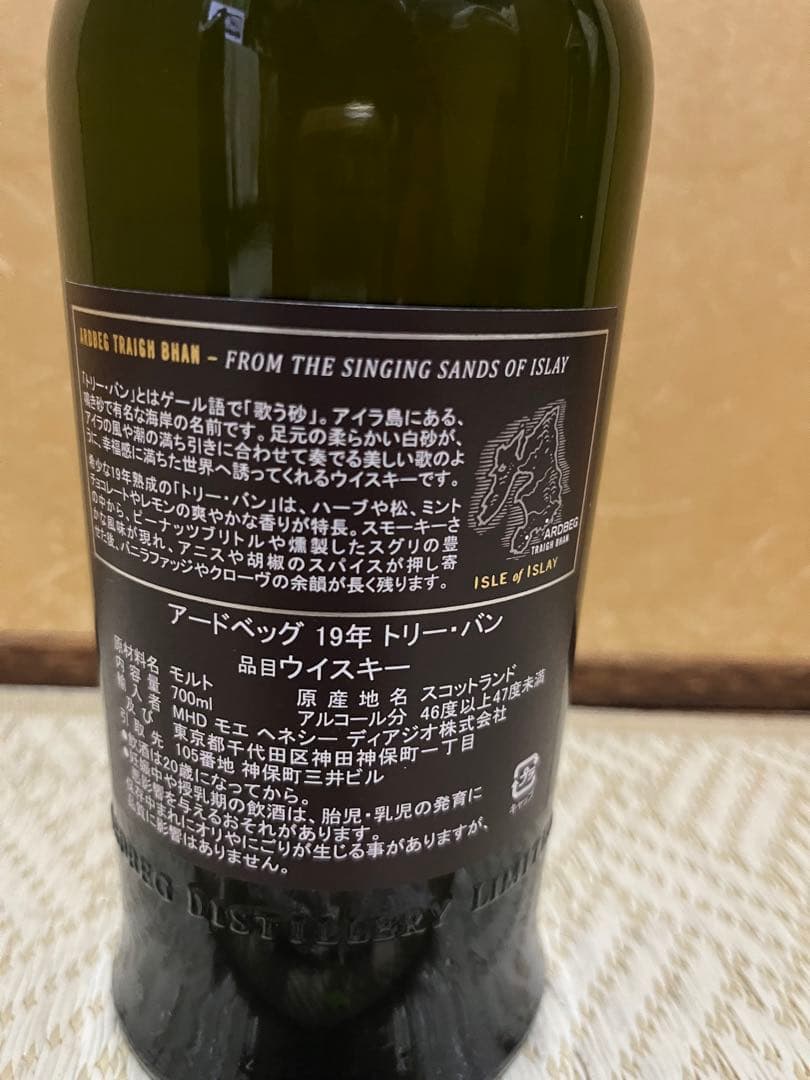 ARDBEG TRAIGH BHAN – FROM THE SINGING SANDS OF ISLAY
「トリー・バン」とはゲール語で「歌う砂」。アイラ島にある、
鳴き砂で有名な海岸の名前です。足元の柔らかい白砂が、
アイラの風や潮の満ち引きに合わせて奏でる美しい歌のよ
うに、幸福感に満ちた世界へ誘ってくれるウイスキーです。
希少な19年熟成の「トリー・バン」は、ハーブや松、ミント
チョコレートやレモンの爽やかな香りが特長。スモーキーさ
の中から、ピーナッツブリトルや燻製したスグリの豊
かな風味が現れ、アニスや胡椒のスパイスが押し寄
せた後、バニラファッジやクローヴの余韻が長く残ります。
ARDBEG
TRAIGH BHAN
ISLE of ISLAY
アードベッグ 19年 トリー・バン
品目 ウイスキー
原材料名 モルト 原産地名 スコットランド
内容量 700ml アルコール分 46度以上47度未満
輸入者 MHD モエ ヘネシー ディアジオ株式会社
及び 東京都千代田区神田神保町一丁目
引取先 105番地 神保町三井ビル
●飲酒は20歳になってから。
●妊娠中や授乳期の飲酒は、胎児・乳児の発育に
悪影響を与えるおそれがあります。
保存中まれにオリやにごりが生じる事がありますが、
品質に影響はありません。
キャップ
ARDBEG DISTILLERY LIMITED